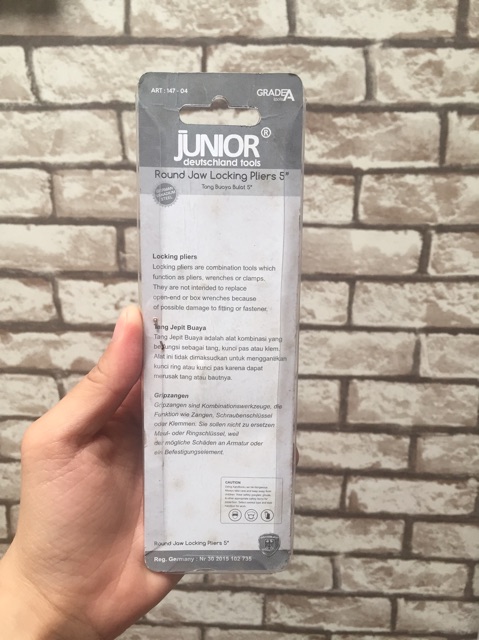 ART : 147 - 04
GRADE A
JUNIOR ®
deutschland tools
Round Jaw Locking Pliers 5"
Tang Buaya Bulat 5"
Locking pliers
Locking pliers are combination tools which
function as pliers, wrenches or clamps.
They are not intended to replace
open-end or box wrenches because
of possible damage to fitting or fastener.
Tang Jepit Buaya
Tang Jepit Buaya adalah alat kombinasi yang
berfungsi sebagai tang, kunci pas atau klem.
Alat ini tidak dimaksudkan untuk menggantikan
kunci ring atau kunci pas karena dapat
merusak tang atau bautnya.
Gripzangen
Gripzangen sind Kombinationswerkzeuge, die
Funktion wie Zangen, Schraubenschlüssel
oder Klemmen. Sie sollen nicht zu ersetzen
Maul- oder Ringschlüssel, weil
der mögliche Schäden an Armatur oder
ein Befestigungselement.
CAUTION
Round Jaw Locking Pliers 5"
Reg. Germany : Nr 30 2015 102 735